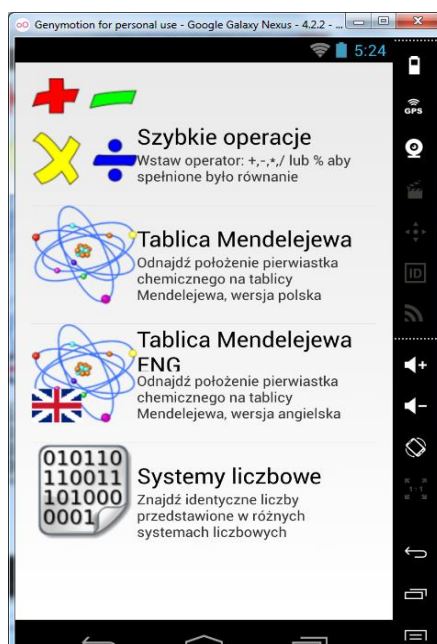 Genymotion for personal use - Google Galaxy Nexus - 4.2.2 - ...
5:24
GPS
Szybkie operacje
Wstaw operator: +,-,*,/ lub % aby
spełnione było równanie
Tablica Mendelejewa
Odnajdź położenie pierwiastka
chemicznego na tablicy
Mendelejewa, wersja polska
Tablica Mendelejewa
ENG
Odnajdź położenie pierwiastka
chemicznego na tablicy
Mendelejewa, wersja angielska
010110
110011
101000
0001
Systemy liczbowe
Znajdź identyczne liczby
przedstawione w różnych
systemach liczbowych
ID
1:1